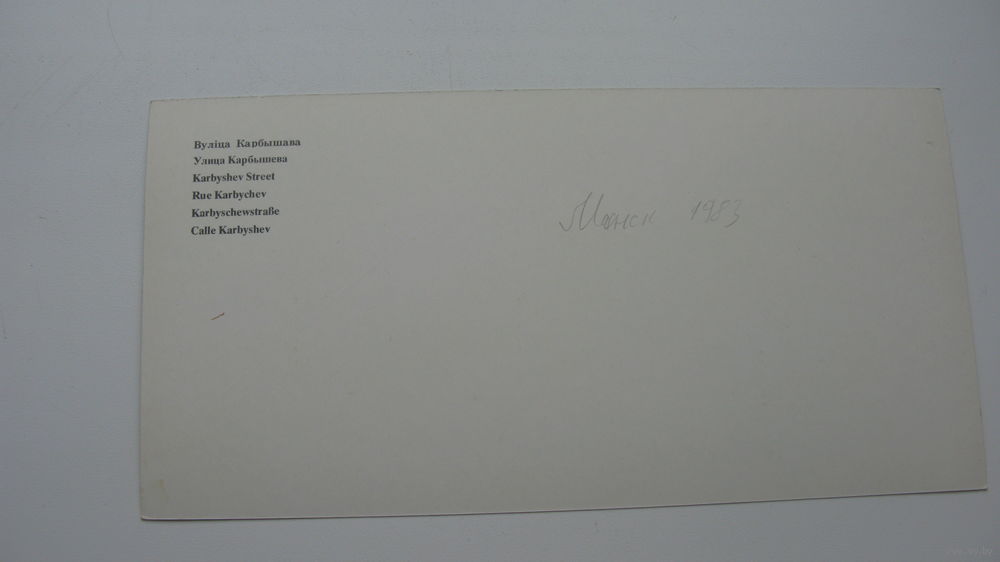 Вуліца Карбышава
Улица Карбышева
Karbyshev Street
Rue Karbychev
Karbyschewstraße
Calle Karbyshev
Минск 1983